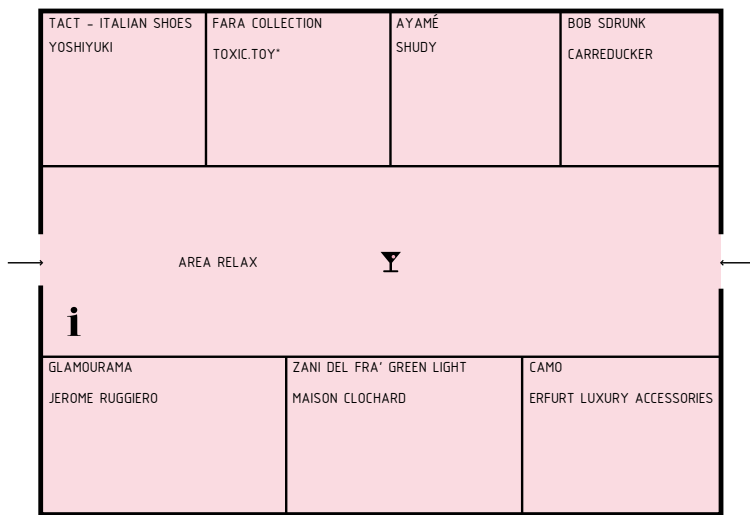 TACT - ITALIAN SHOES
YOSHIYUKI
FARA COLLECTION
TOXIC.TOY*
AYAMÉ
SHUDY
BOB SDRUNK
CARREDUCKER
AREA RELAX
i
GLAMOURAMA
JEROME RUGGIERO
ZANI DEL FRA' GREEN LIGHT
MAISON CLOCHARD
CAMO
ERFURT LUXURY ACCESSORIES